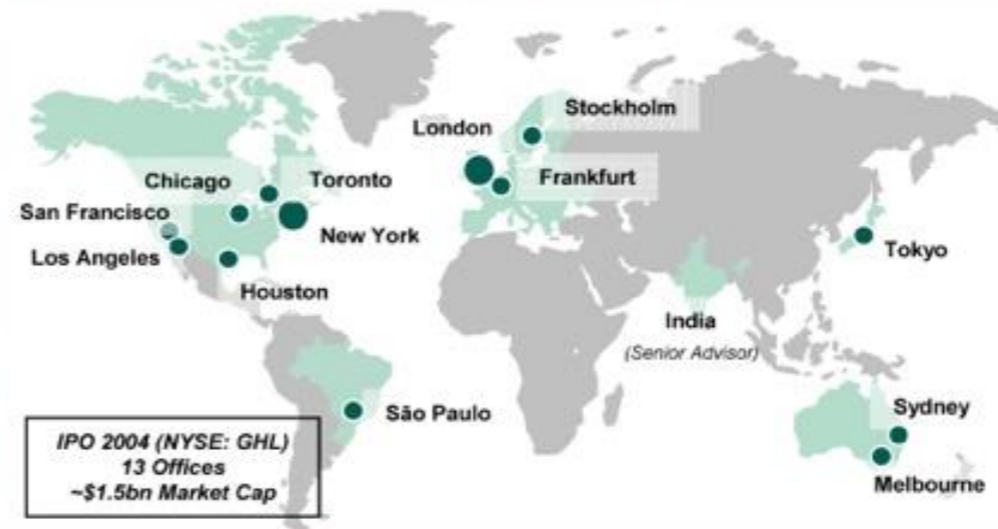 Stockholm
London
Frankfurt
Chicago
Toronto
San Francisco
New York
Los Angeles
Houston
Tokyo
India
(Senior Advisor)
São Paulo
Sydney
Melbourne
IPO 2004 (NYSE: GHL)
13 Offices
~$1.5bn Market Cap